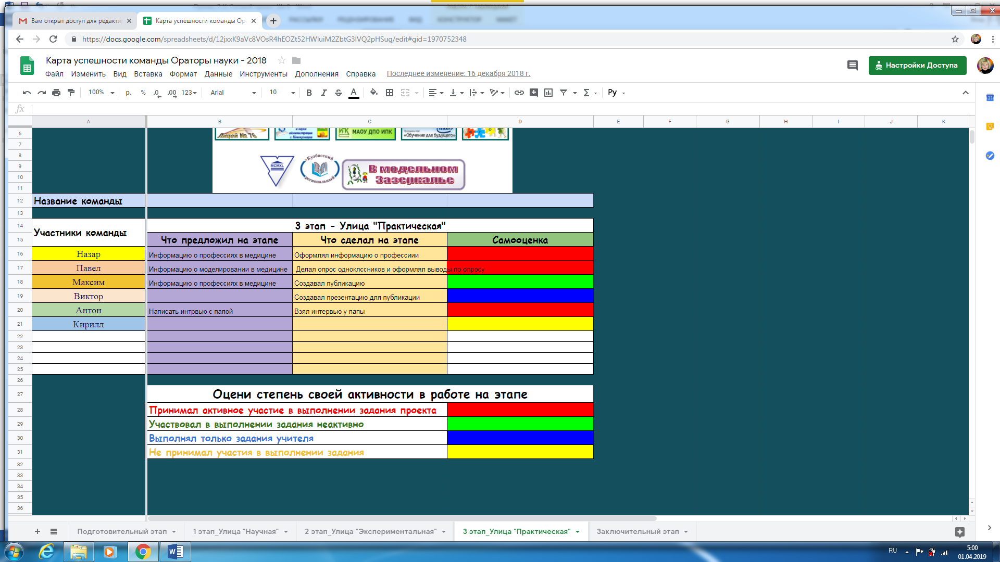 Вам открыт доступ для редакти
Карта успешности команды Ора
https://docs.google.com/spreadsheets/d/12jxxK9aVc8VOsR4hEOZt52HWIuiM2ZbtG3IVQ2pHSug/edit#gid=1970752348
Карта успешности команды Ораторы науки - 2018
Настройки Доступа
Файл Изменить Вид Вставка Формат Данные Инструменты Дополнения Справка Последнее изменение: 16 декабря 2018 г.
100% р. % .0 .00 123 Arial 10 B I S A Σ Ру
fx
A B C D E F G H I J K
6 Лицей № 76 МАОУ ДПО ИПК «Обучение для будущего»
7
8 Кузбасский
9 MCMXL В модельном
10 региональный Зазеркалье
11
12 Название команды
13
14 Участники команды 3 этап - Улица "Практическая"
15 Что предложил на этапе Что сделал на этапе Самооценка
16 Назар Информацию о профессиях в медицине Оформлял информацию о профессиии
17 Павел Информацию о моделировании в медицине Делал опрос одноклссников и оформлял выводы по опросу
18 Максим Информацию о профессиях в медицине Создавал публикацию
19 Виктор Создавал презентацию для публикации
20 Антон Написать интрвью с папой Взял интервью у папы
21 Кирилл
22
23
24
25
26
27 Оцени степень своей активности в работе на этапе
28 Принимал активное участие в выполнении задания проекта
29 Участвовал в выполнении задания неактивно
30 Выполнял только задания учителя
31 Не принимал участия в выполнении задания
32
33
34
35
36
Подготовительный этап 1 этап_Улица "Научная" 2 этап_Улица "Экспериментальная" 3 этап_Улица "Практическая" Заключительный этап
RU 5:00
01.04.2019